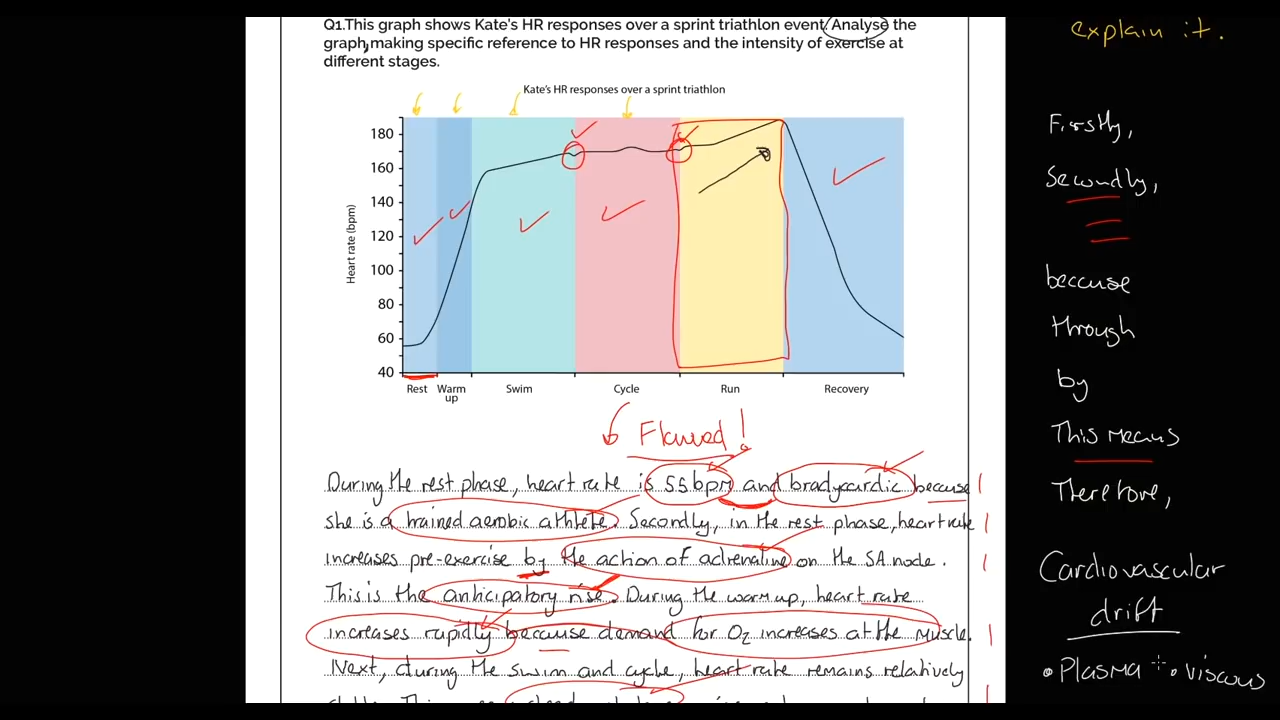 Q1.This graph shows Kate's HR responses over a sprint triathlon event. Analyse the
graph, making specific reference to HR responses and the intensity of exercise at
different stages.
Kate's HR responses over a sprint triathlon
Heart rate (bpm)
180
160
140
120
100
80
60
40
Rest
Warm
up
Swim
Cycle
Run
Recovery
Flawed!
During the rest phase, heart rate is 55bpm and bradycardic because
she is a trained aerobic athlete. Secondly, in the rest phase, heart rate
increases pre-exercise by the action of adrenaline on the SA node.
This is the anticipatory rise. During the warmup, heart rate
increases rapidly because demand for O2 increases at the muscle.
Next, during the swim and cycle, heart rate remains relatively
explain it.
Firstly,
Secondly,
because
through
by
This means
Therefore,
Cardiovascular
drift
• Plasma • viscous